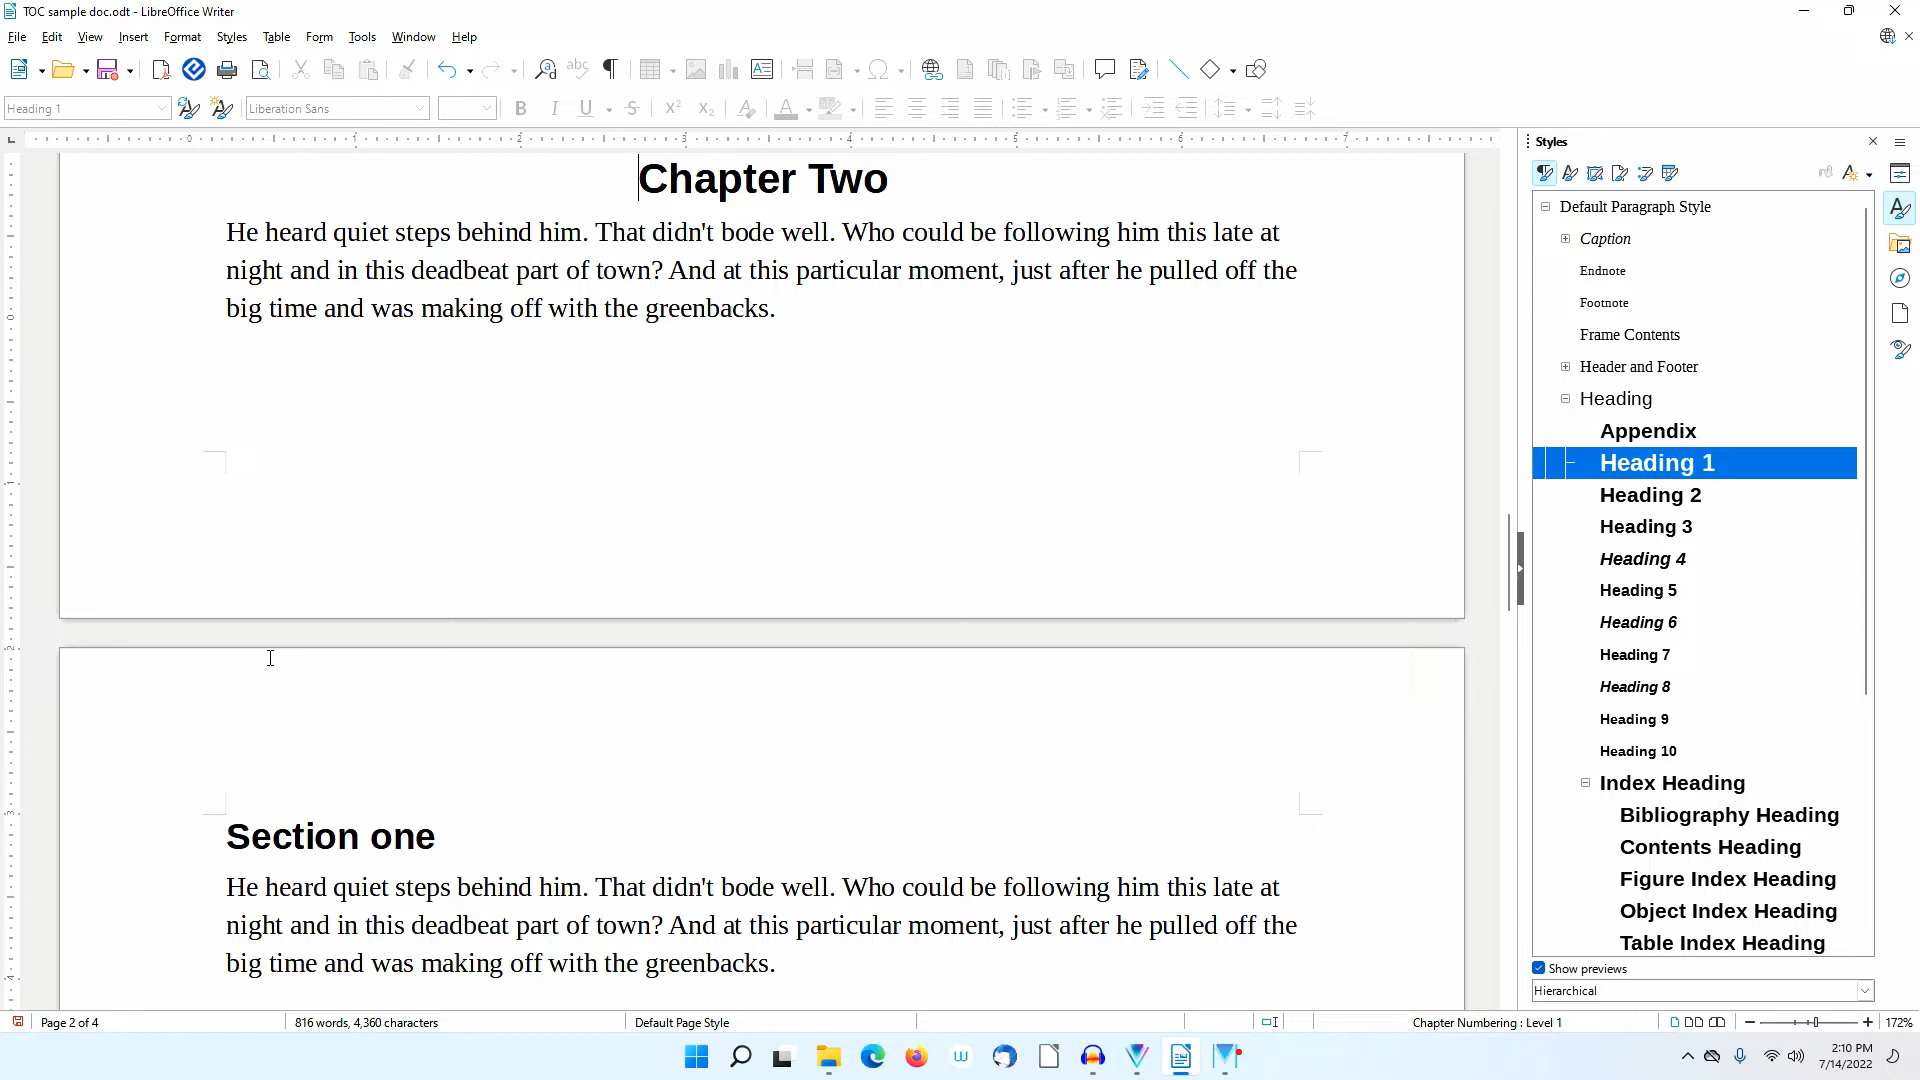 TOC sample doc.odt - LibreOffice Writer
File Edit View Insert Format Styles Table Form Tools Window Help
Heading 1 Liberation Sans
0 1 2 3 4 5 6 7
Styles
Chapter Two
He heard quiet steps behind him. That didn't bode well. Who could be following him this late at
night and in this deadbeat part of town? And at this particular moment, just after he pulled off the
big time and was making off with the greenbacks.
Section one
He heard quiet steps behind him. That didn't bode well. Who could be following him this late at
night and in this deadbeat part of town? And at this particular moment, just after he pulled off the
big time and was making off with the greenbacks.
Default Paragraph Style
Caption
Endnote
Footnote
Frame Contents
Header and Footer
Heading
Appendix
Heading 1
Heading 2
Heading 3
Heading 4
Heading 5
Heading 6
Heading 7
Heading 8
Heading 9
Heading 10
Index Heading
Bibliography Heading
Contents Heading
Figure Index Heading
Object Index Heading
Table Index Heading
Show previews
Hierarchical
Page 2 of 4 816 words, 4,360 characters Default Page Style Chapter Numbering : Level 1 172%
2:10 PM
7/14/2022